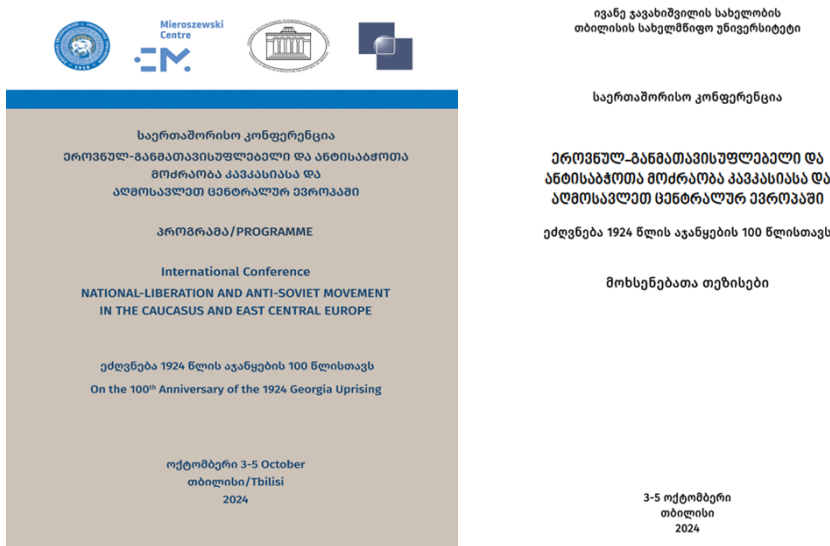 Mieroszewski
Centre
საერთაშორისო კონფერენცია
ეროვნულ-განმათავისუფლებელი და ანტისაბჭოთა
მოძრაობა კავკასიასა და
აღმოსავლეთ ცენტრალურ ევროპაში
პროგრამა/PROGRAMME
International Conference
NATIONAL-LIBERATION AND ANTI-SOVIET MOVEMENT
IN THE CAUCASUS AND EAST CENTRAL EUROPE
ეძღვნება 1924 წლის აჯანყების 100 წლისთავს
On the 100th Anniversary of the 1924 Georgia Uprising
ოქტომბერი 3-5 October
თბილისი/Tbilisi
2024
ივანე ჯავახიშვილის სახელობის
თბილისის სახელმწიფო უნივერსიტეტი
საერთაშორისო კონფერენცია
ეროვნულ-განმათავისუფლებელი და
ანტისაბჭოთა მოძრაობა კავკასიასა და
აღმოსავლეთ ცენტრალურ ევროპაში
ეძღვნება 1924 წლის აჯანყების 100 წლისთავს
მოხსენებათა თეზისები
3-5 ოქტომბერი
თბილისი
2024